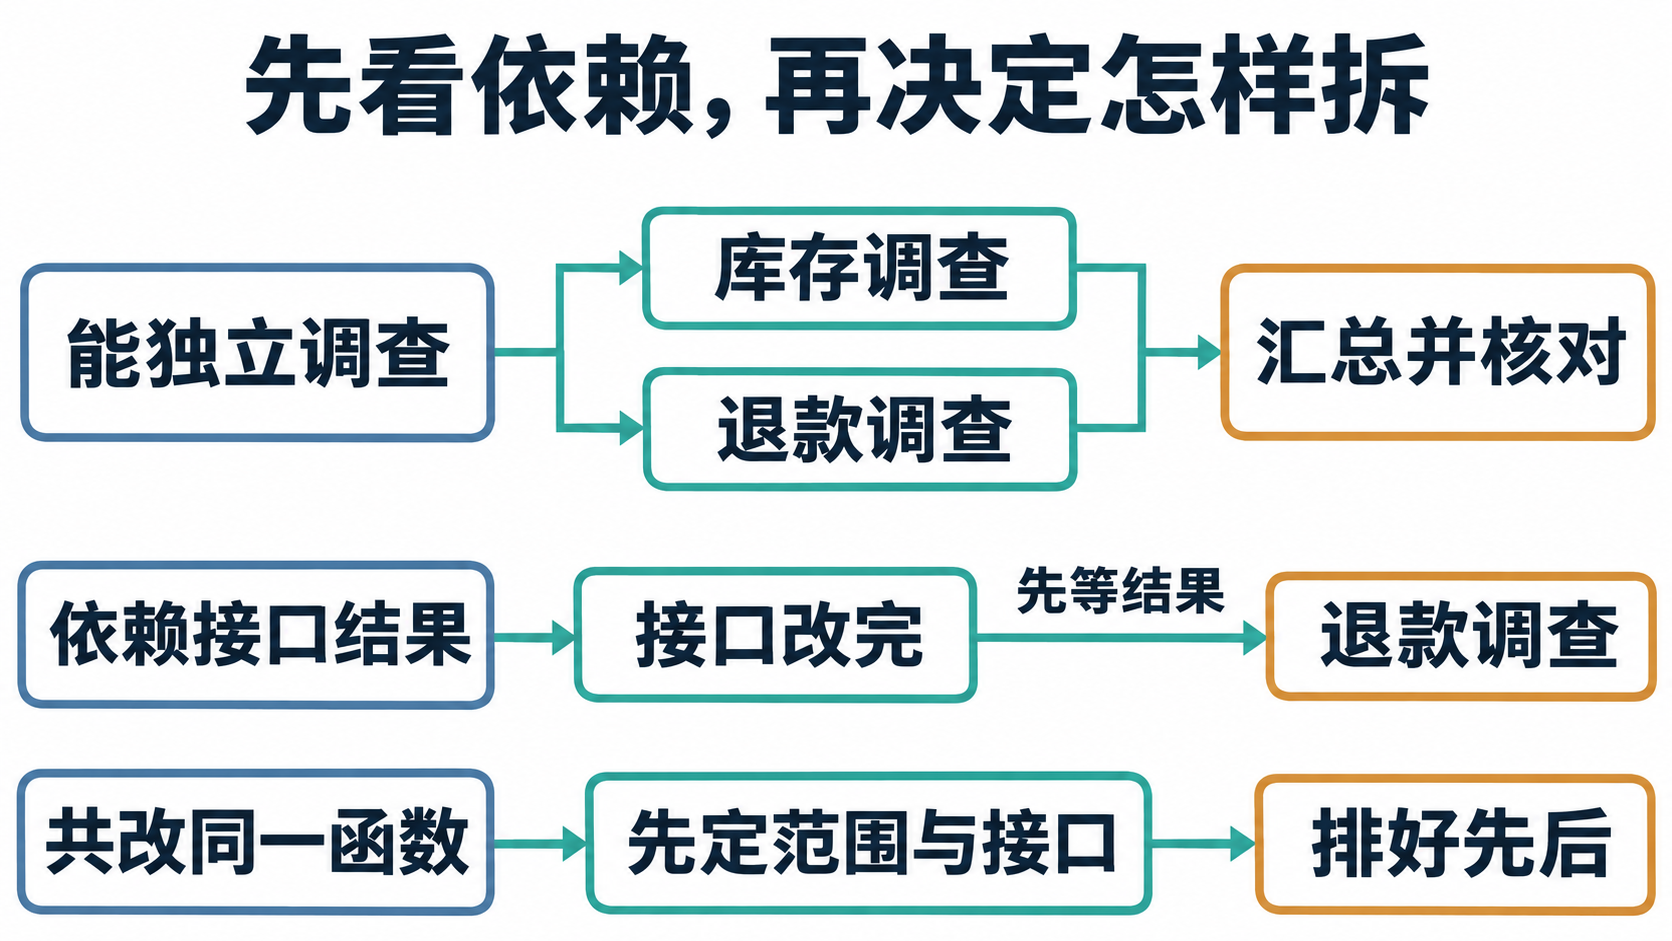 先看依赖，再决定怎样拆
能独立调查
库存调查
退款调查
汇总并核对
依赖接口结果
接口改完
先等结果
退款调查
共改同一函数
先定范围与接口
排好先后